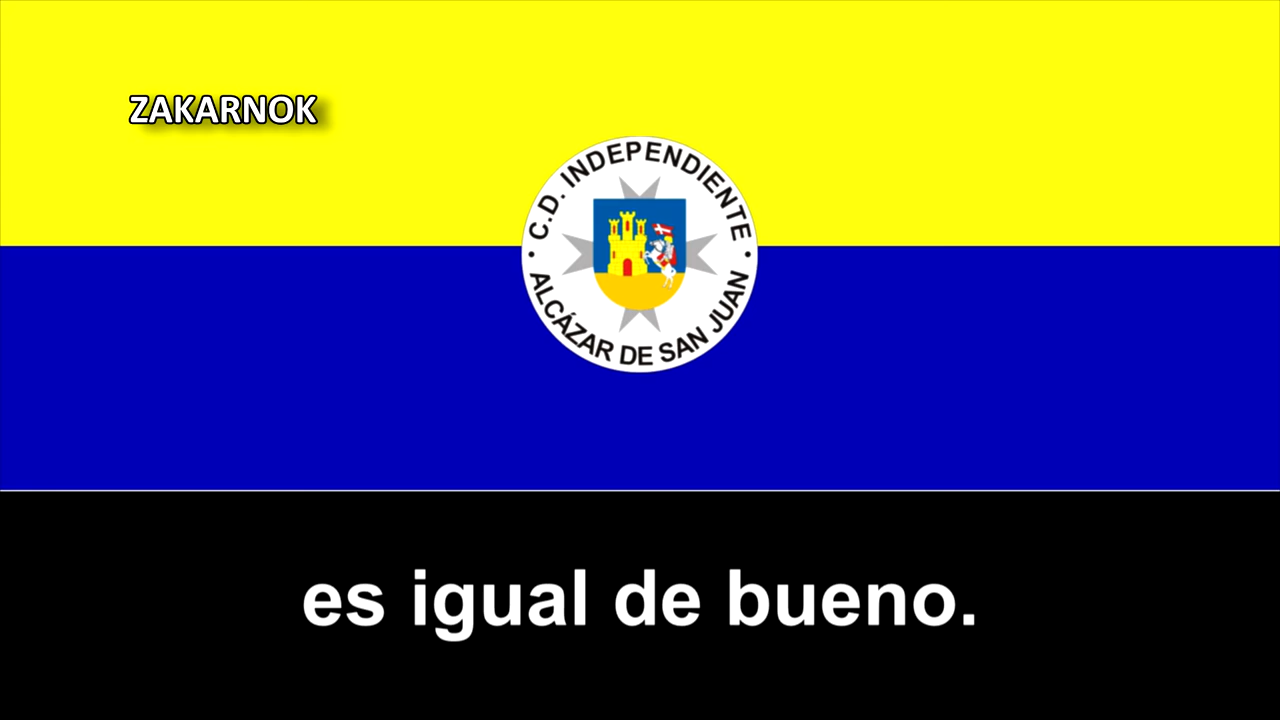 ZAKARNOK
C.D. INDEPENDIENTE
· ALCÁZAR DE SAN JUAN ·
es igual de bueno.